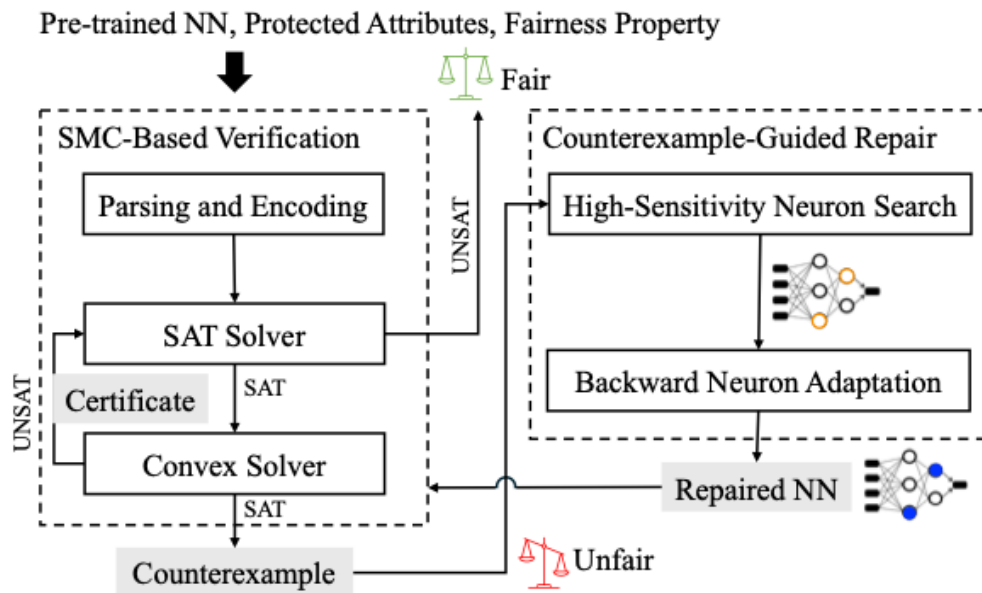 Pre-trained NN, Protected Attributes, Fairness Property
Fair
SMC-Based Verification
Parsing and Encoding
SAT Solver
UNSAT
Certificate
SAT
UNSAT
Convex Solver
SAT
Counterexample
Unfair
Counterexample-Guided Repair
High-Sensitivity Neuron Search
Backward Neuron Adaptation
Repaired NN